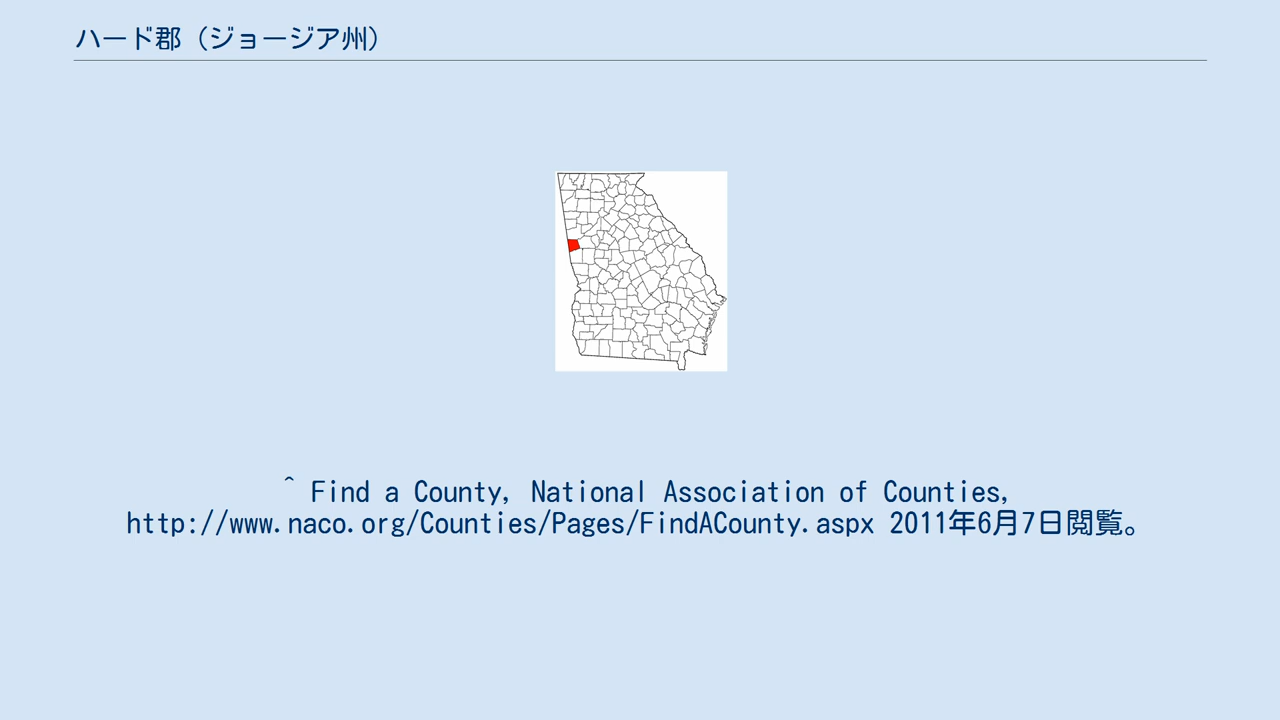 ハード郡（ジョージア州）
^ Find a County, National Association of Counties,
http://www.naco.org/Counties/Pages/FindACounty.aspx 2011年6月7日閲覧。